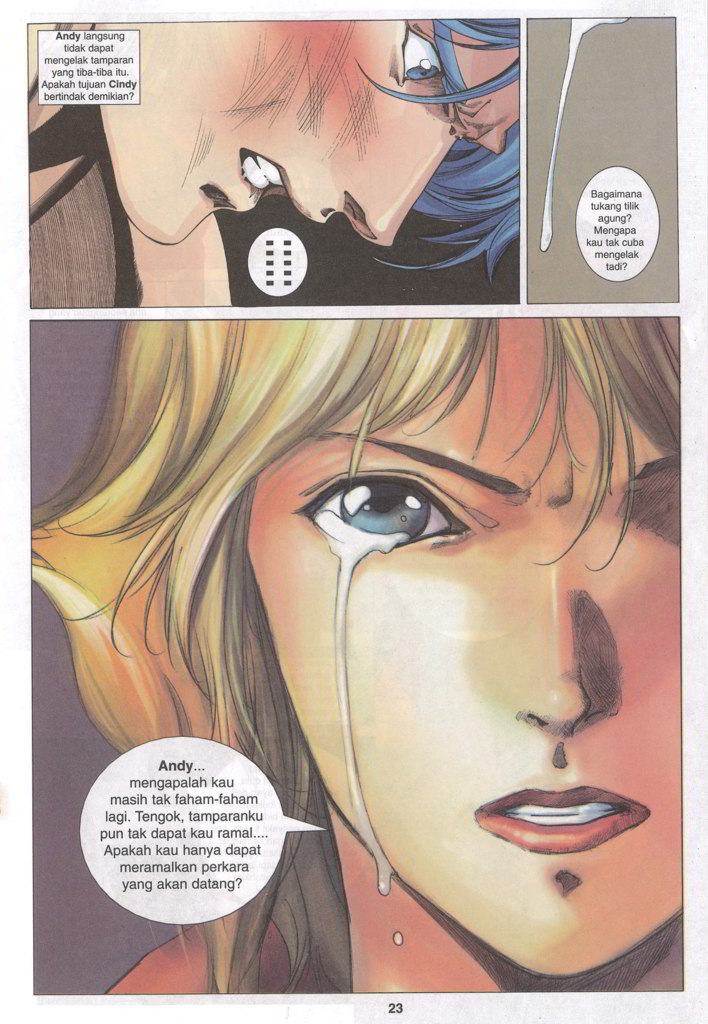 Andy langsung
tidak dapat
mengelak tamparan
yang tiba-tiba itu.
Apakah tujuan Cindy
bertindak demikian?
Bagaimana
tukang tilik
agung?
Mengapa
kau tak cuba
mengelak
tadi?
Andy...
mengapalah kau
masih tak faham-faham
lagi. Tengok, tamparanku
pun tak dapat kau ramal....
Apakah kau hanya dapat
meramalkan perkara
yang akan datang?
23